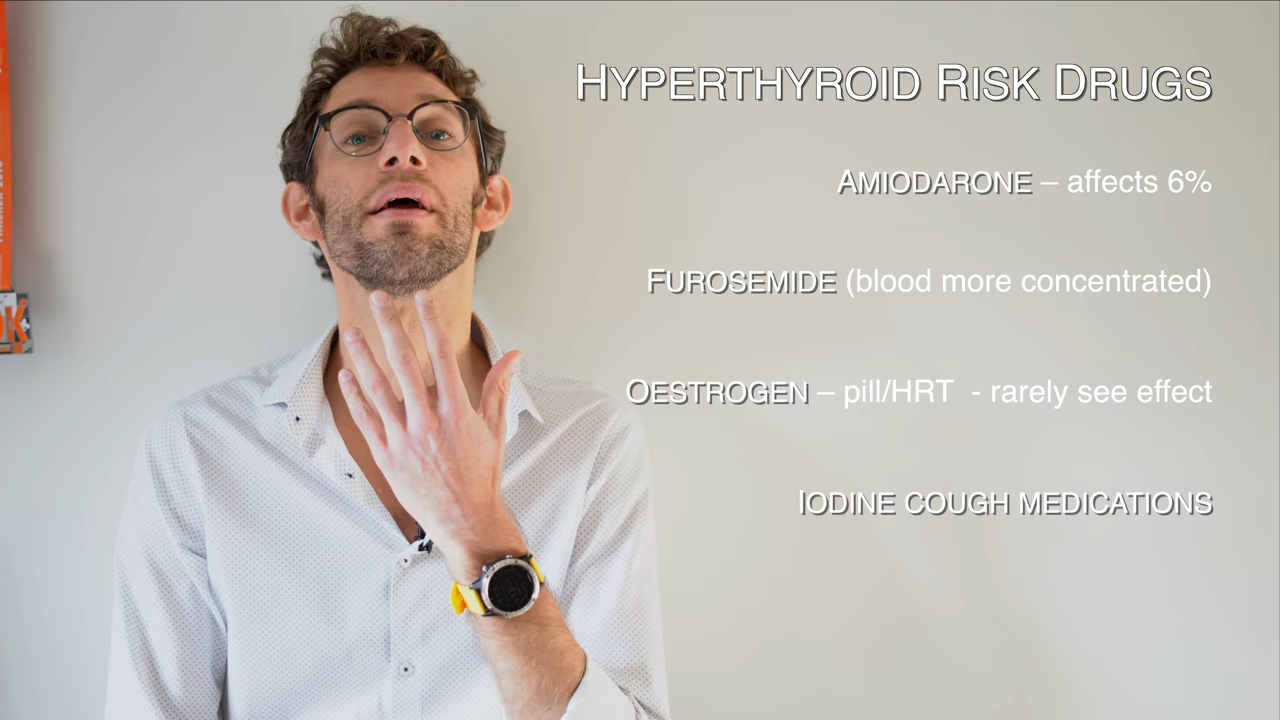 HYPERTHYROID RISK DRUGS
AMIODARONE – affects 6%
FUROSEMIDE (blood more concentrated)
OESTROGEN – pill/HRT - rarely see effect
IODINE COUGH MEDICATIONS